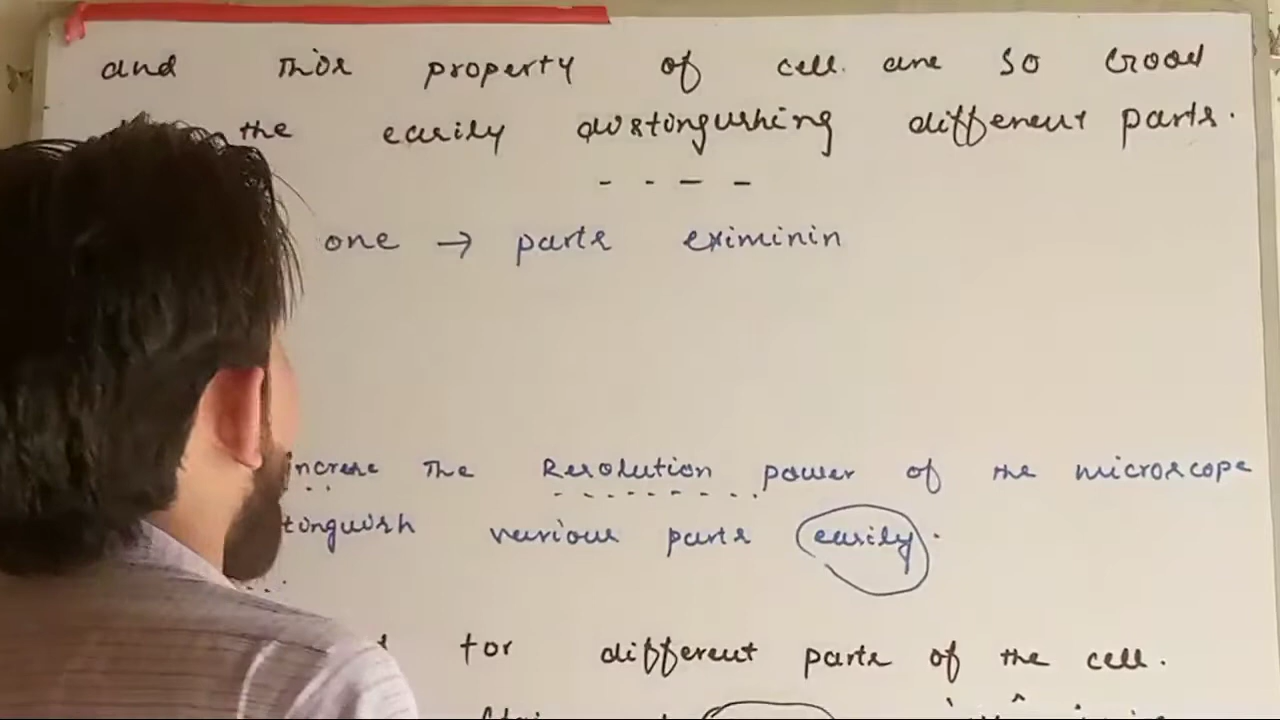 and this property of cell. are so Good
the easily distinguishing different parts.
one → parts eximinin
increse The Resolution power of the microscope
tinguish various parts easily.
for different parts of the cell.